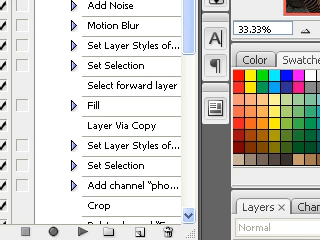 Add Noise
Motion Blur
Set Layer Styles of...
Set Selection
Select forward layer
Fill
Layer Via Copy
Set Layer Styles of...
Set Selection
Add channel "pho...
Crop
A
33.33%
Color
Swatche
Layers ×
Chan
Normal